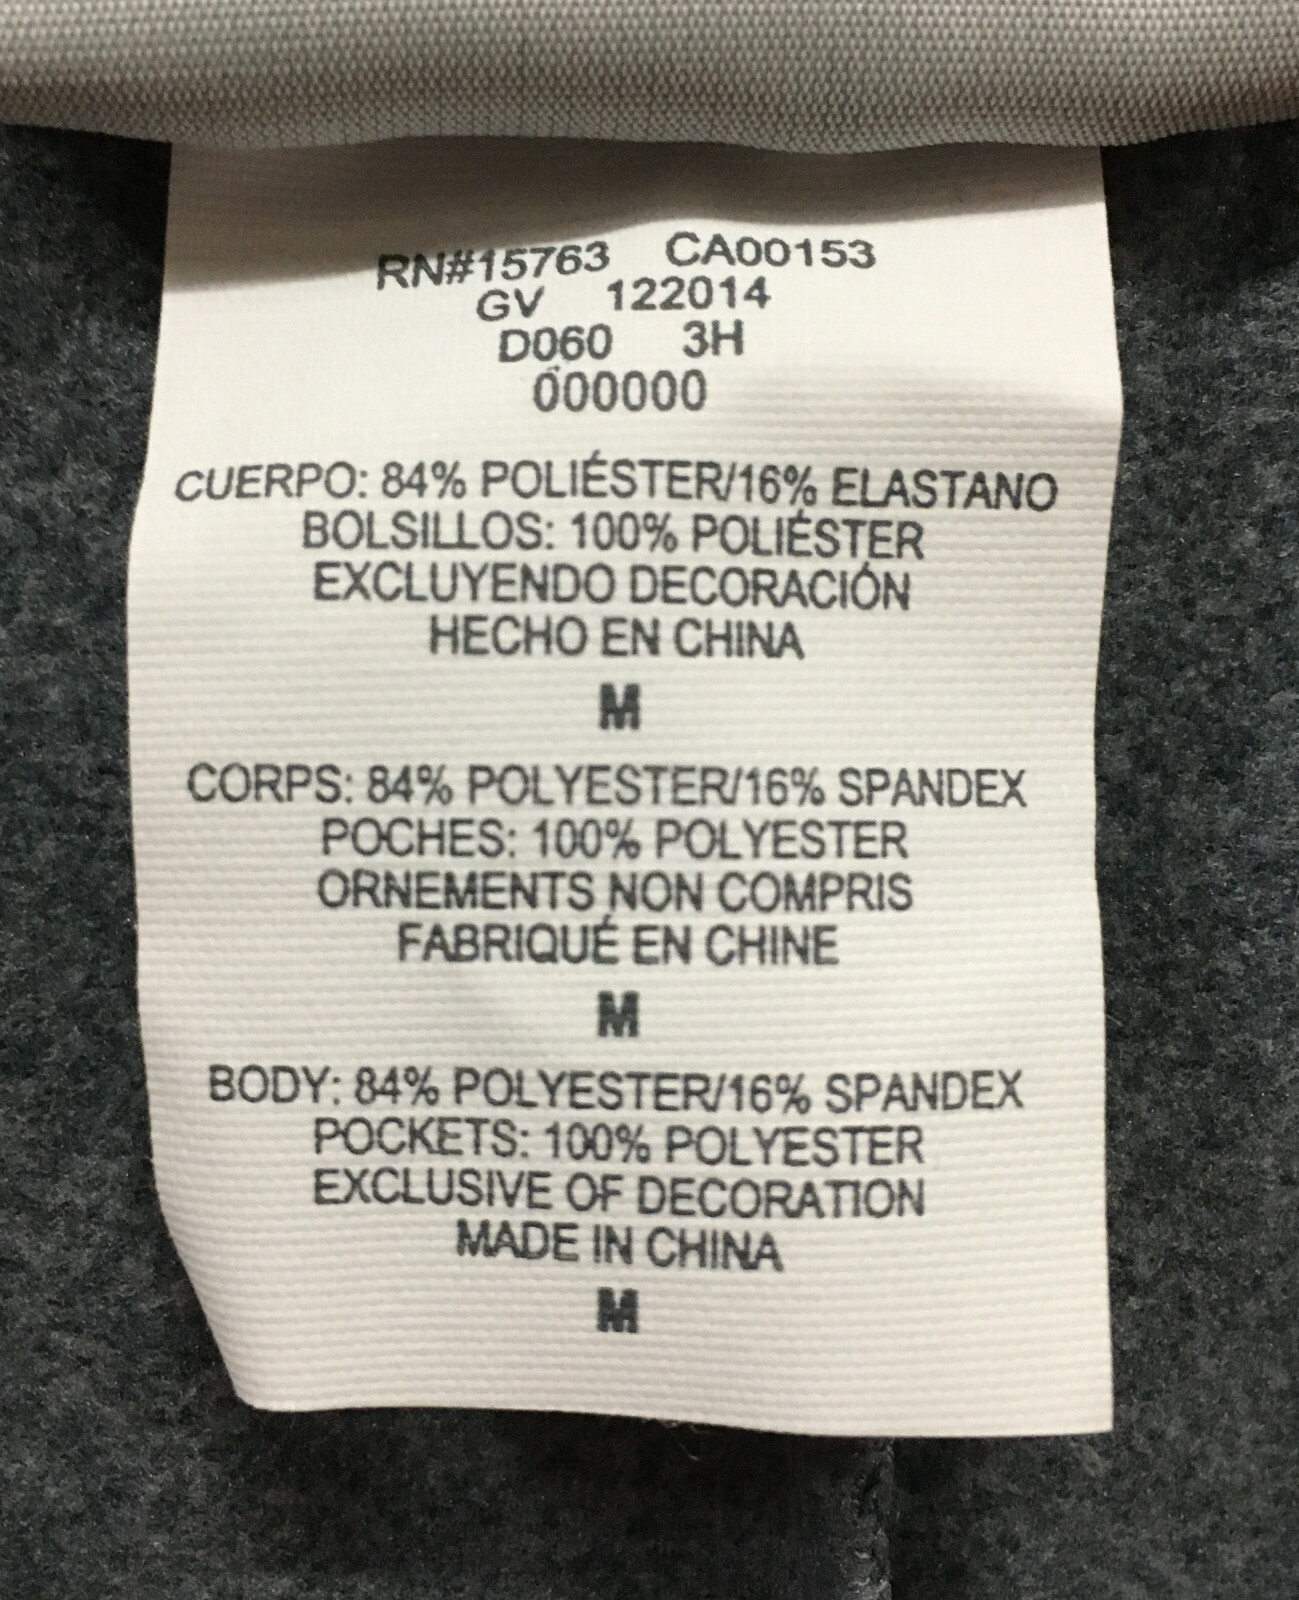 RN#15763 CA00153
GV 122014
D060 3H
000000
CUERPO: 84% POLIÉSTER/16% ELASTANO
BOLSILLOS: 100% POLIÉSTER
EXCLUYENDO DECORACIÓN
HECHO EN CHINA
M
CORPS: 84% POLYESTER/16% SPANDEX
POCHES: 100% POLYESTER
ORNEMENTS NON COMPRIS
FABRIQUÉ EN CHINE
M
BODY: 84% POLYESTER/16% SPANDEX
POCKETS: 100% POLYESTER
EXCLUSIVE OF DECORATION
MADE IN CHINA
M